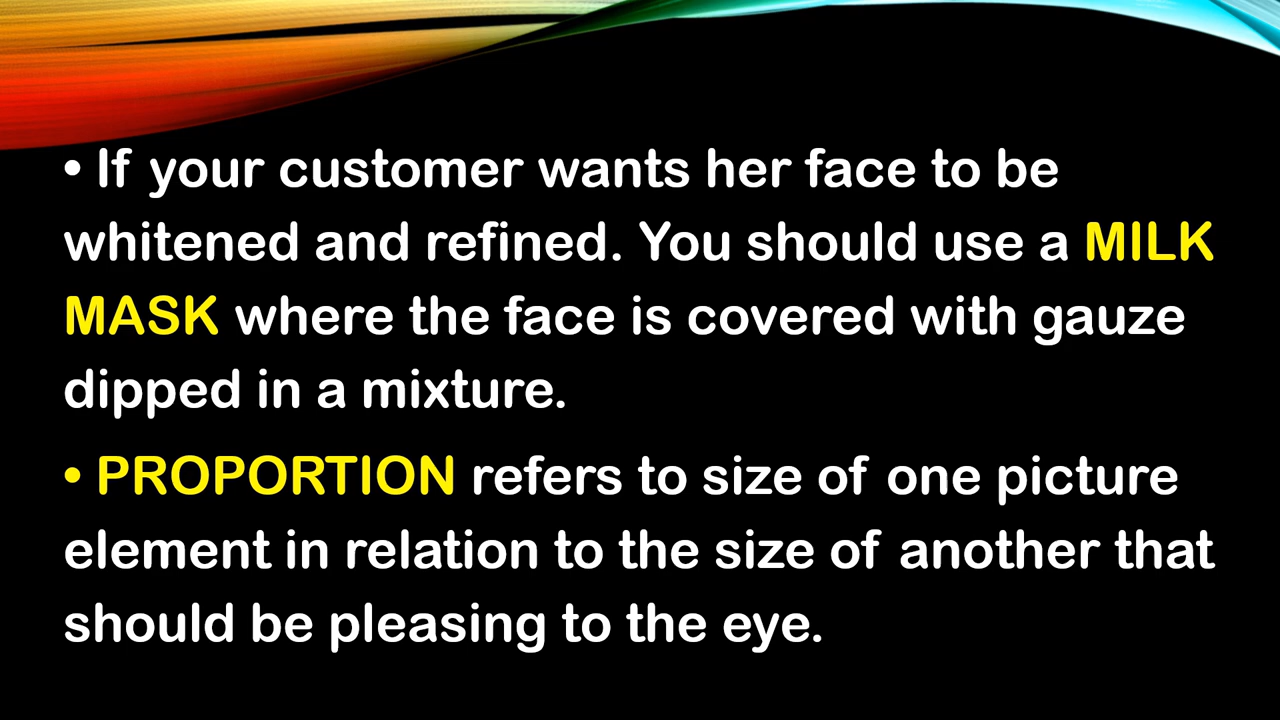 • If your customer wants her face to be
whitened and refined. You should use a MILK
MASK where the face is covered with gauze
dipped in a mixture.
• PROPORTION refers to size of one picture
element in relation to the size of another that
should be pleasing to the eye.